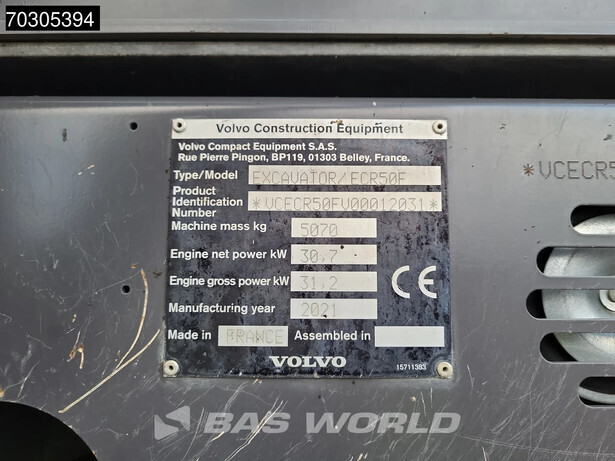 70305394
Volvo Construction Equipment
Volvo Compact Equipment S.A.S.
Rue Pierre Pingon, BP119, 01303 Belley, France.
Type/Model EXCAVATOR/ECR50F
Product Identification Number *VCECR50FV00012031*
Machine mass kg 5070
Engine net power kW 30,7
Engine gross power kW 31,2
CE
Manufacturing year 2021
Made in FRANCE Assembled in
VOLVO
15711383
*VCECR5
BAS WORLD